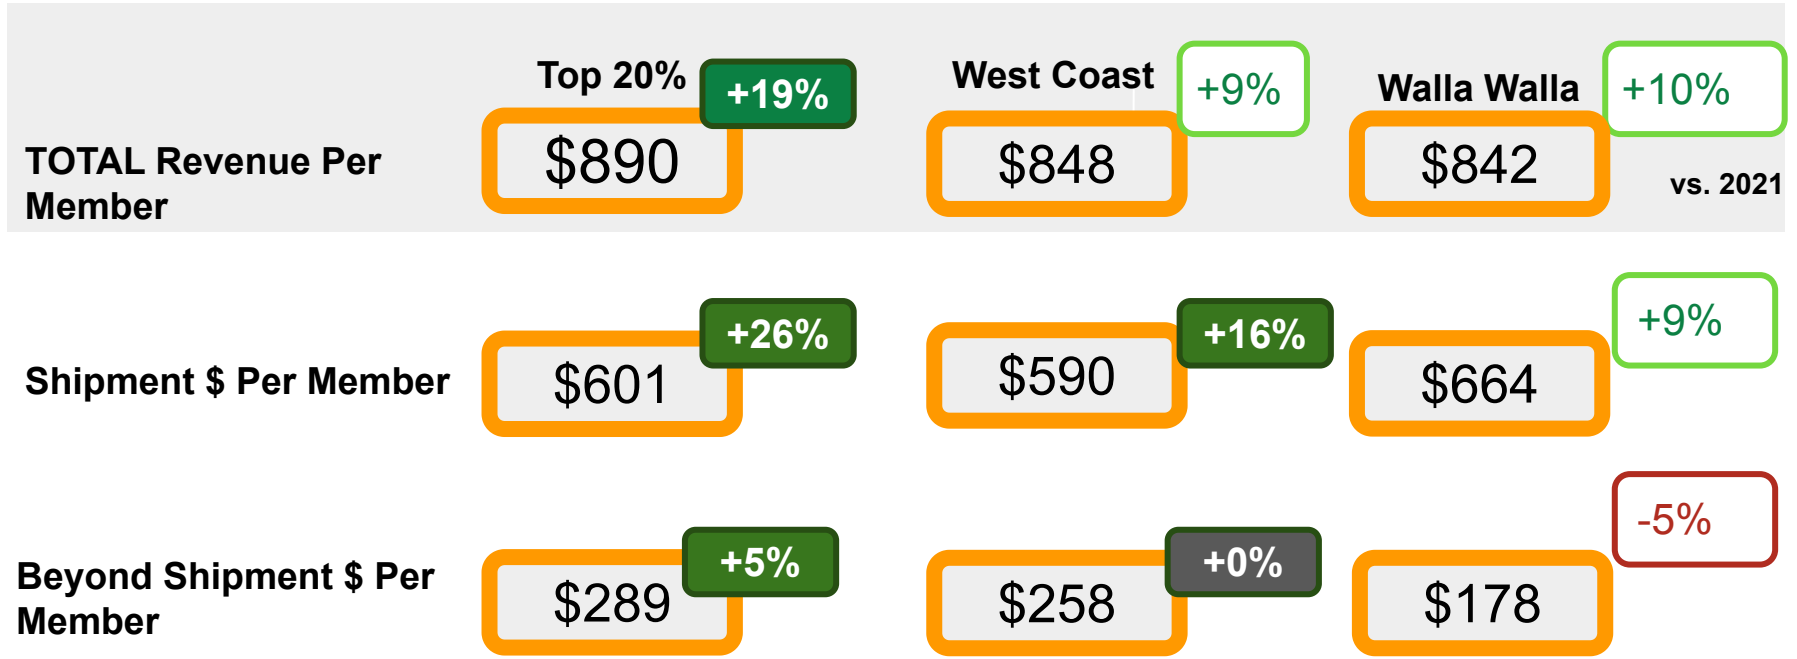 Top 20%
+19%
West Coast
+9%
Walla Walla
+10%
TOTAL Revenue Per
Member
$890
$848
$842
vs. 2021
Shipment $ Per Member
$601
+26%
$590
+16%
$664
+9%
Beyond Shipment $ Per
Member
$289
+5%
$258
+0%
$178
-5%